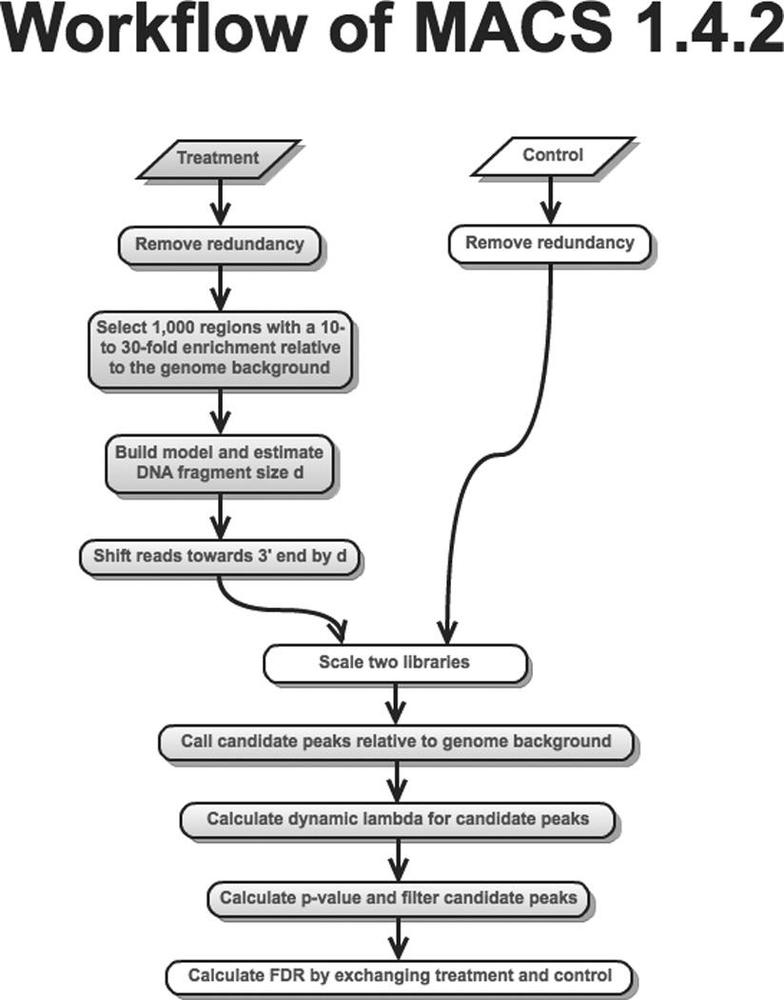 Workflow of MACS 1.4.2
Treatment
Control
Remove redundancy
Remove redundancy
Select 1,000 regions with a 10-
to 30-fold enrichment relative
to the genome background
Build model and estimate
DNA fragment size d
Shift reads towards 3' end by d
Scale two libraries
Call candidate peaks relative to genome background
Calculate dynamic lambda for candidate peaks
Calculate p-value and filter candidate peaks
Calculate FDR by exchanging treatment and control